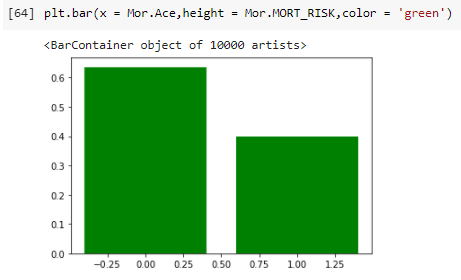 [64] plt.bar(x = Mor.Ace,height = Mor.MORT_RISK,color = 'green')
<BarContainer object of 10000 artists>
0.6
0.5
0.4
0.3
0.2
0.1
0.0
−0.25 0.00 0.25 0.50 0.75 1.00 1.25